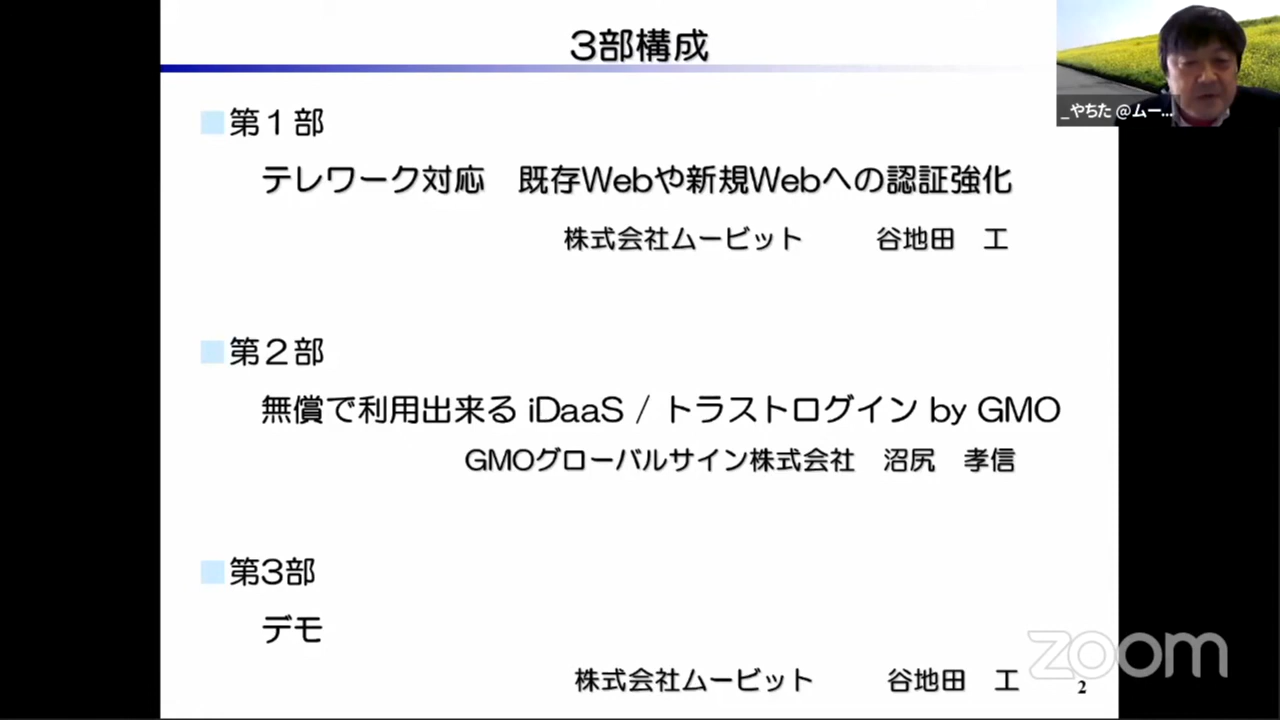 3部構成
第1部
テレワーク対応 既存Webや新規Webへの認証強化
株式会社ムービット 谷地田 工
第2部
無償で利用出来る iDaaS / トラストログイン by GMO
GMOグローバルサイン株式会社 沼尻 孝信
第3部
デモ
株式会社ムービット 谷地田 工
2
_やちた @ムー...
zoom